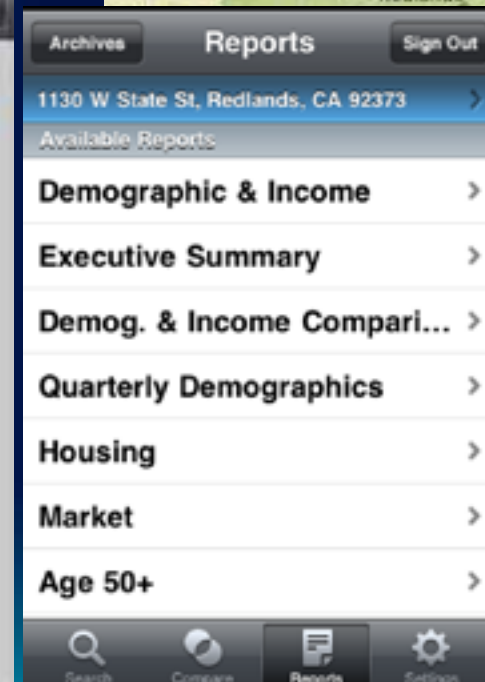 Archives Reports Sign Out
1130 W State St, Redlands, CA 92373
Available Reports
Demographic & Income
Executive Summary
Demog. & Income Compari...
Quarterly Demographics
Housing
Market
Age 50+
Search Compare Reports Settings